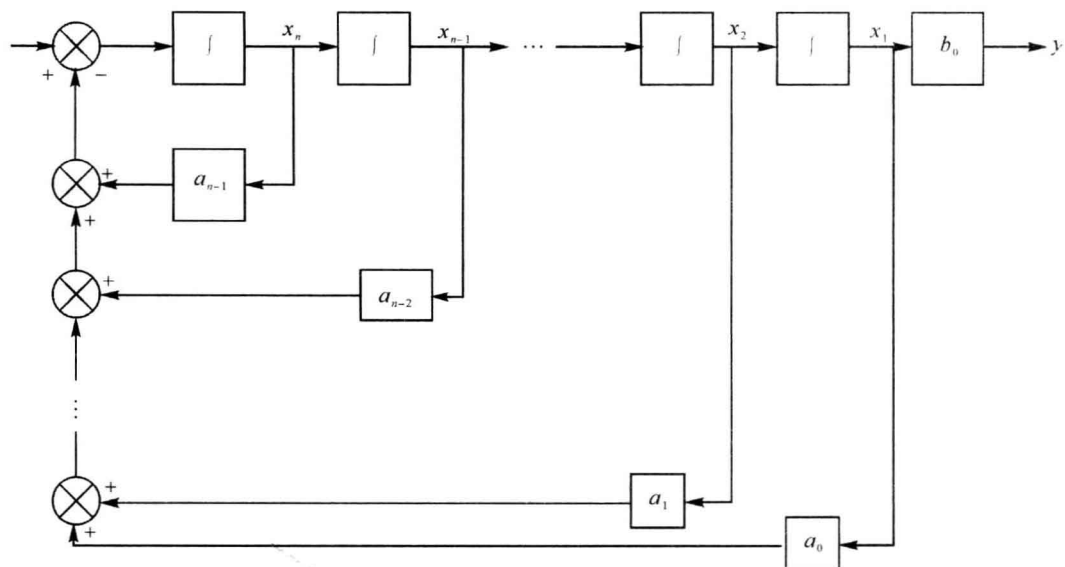 ∫ xₙ ∫ xₙ₋₁ … ∫ x₂ ∫ x₁ b₀ y
+ −
aₙ₋₁ +
+
aₙ₋₂ +
⋮
a₁ +
a₀ +